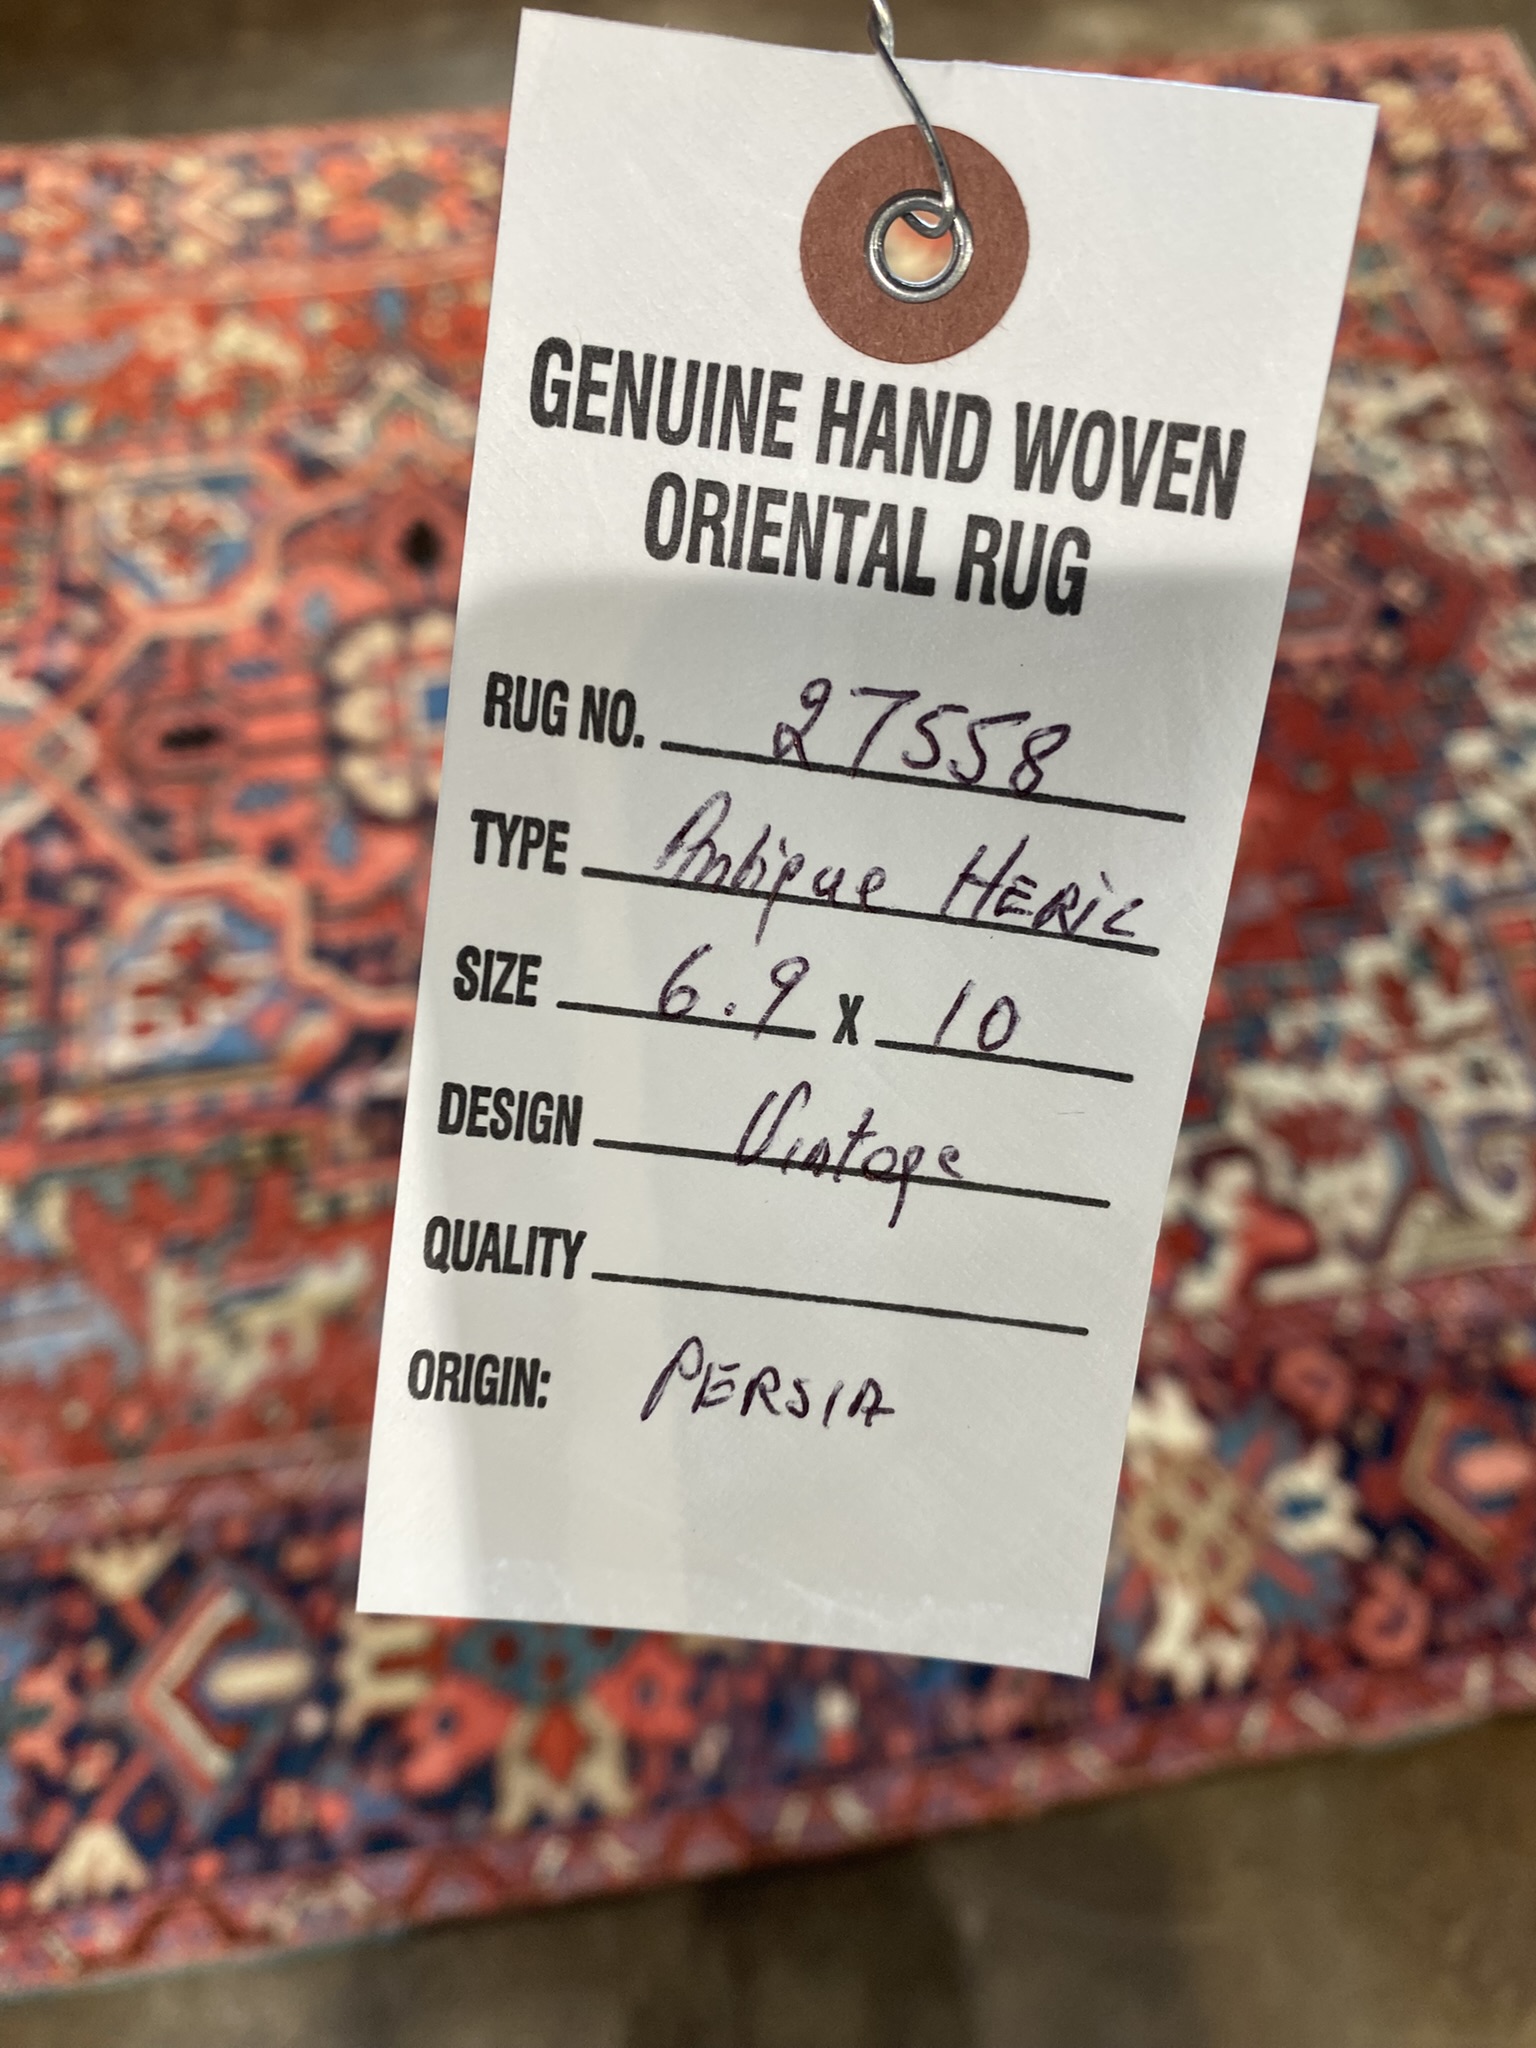 GENUINE HAND WOVEN
ORIENTAL RUG
RUG NO. 27558
TYPE Antique HERIC
SIZE 6.9 X 10
DESIGN Vintage
QUALITY
ORIGIN: PERSIA